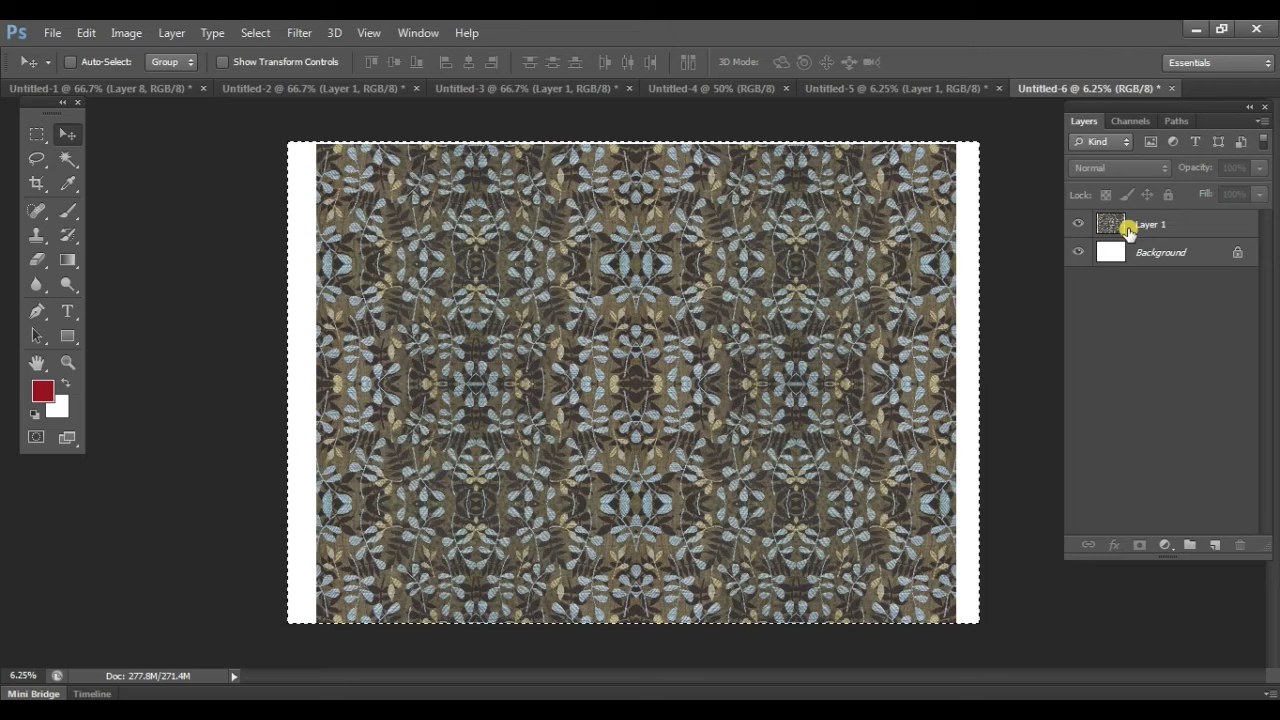 Ps File Edit Image Layer Type Select Filter 3D View Window Help
Auto-Select: Group Show Transform Controls 3D Mode: Essentials
Untitled-1 @ 66.7% (Layer 8, RGB/8) * × Untitled-2 @ 66.7% (Layer 1, RGB/8) * × Untitled-3 @ 66.7% (Layer 1, RGB/8) * × Untitled-4 @ 50% (RGB/8) * × Untitled-5 @ 6.25% (Layer 1, RGB/8) * × Untitled-6 @ 6.25% (RGB/8) * ×
Layers Channels Paths
Kind
Normal Opacity: 100%
Lock: Fill: 100%
Layer 1
Background
6.25% Doc: 277.8M/271.4M
Mini Bridge Timeline